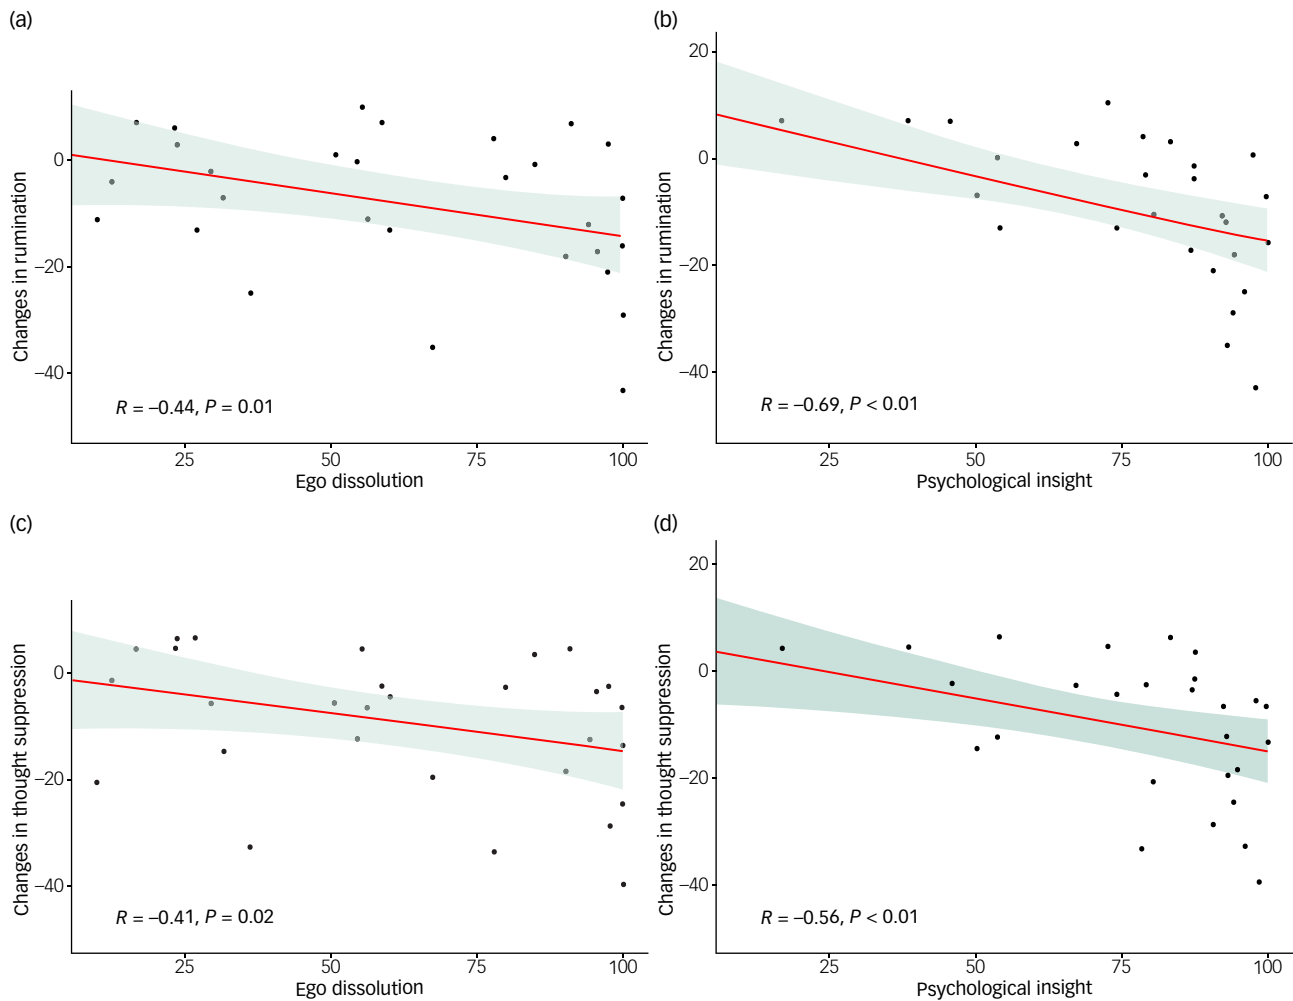 (a)
Changes in rumination
0
−20
−40
R = −0.44, P = 0.01
25 50 75 100
Ego dissolution
(b)
Changes in rumination
20
0
−20
−40
R = −0.69, P < 0.01
25 50 75 100
Psychological insight
(c)
Changes in thought suppression
0
−20
−40
R = −0.41, P = 0.02
25 50 75 100
Ego dissolution
(d)
Changes in thought suppression
20
0
−20
−40
R = −0.56, P < 0.01
25 50 75 100
Psychological insight